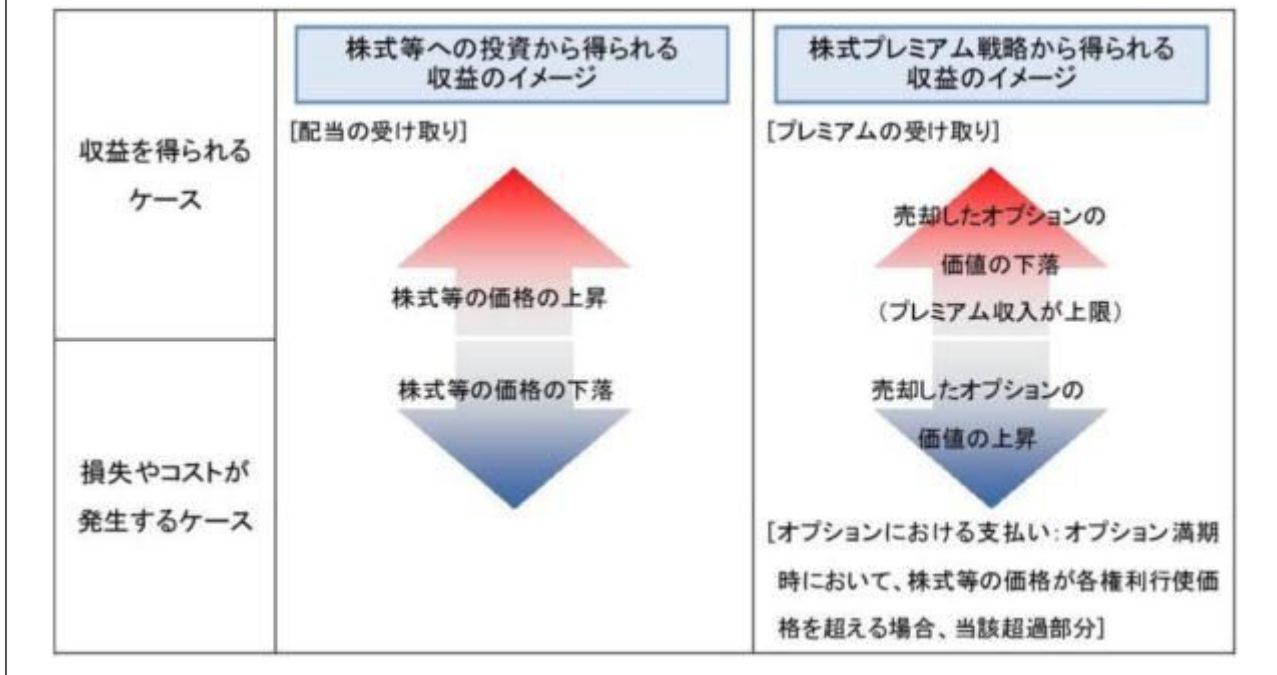 株式等への投資から得られる
収益のイメージ
株式プレミアム戦略から得られる
収益のイメージ
収益を得られる
ケース
[配当の受け取り]
株式等の価格の上昇
[プレミアムの受け取り]
売却したオプションの
価値の下落
（プレミアム収入が上限）
損失やコストが
発生するケース
株式等の価格の下落
売却したオプションの
価値の上昇
[オプションにおける支払い：オプション満期
時において、株式等の価格が各権利行使価
格を超える場合、当該超過部分]